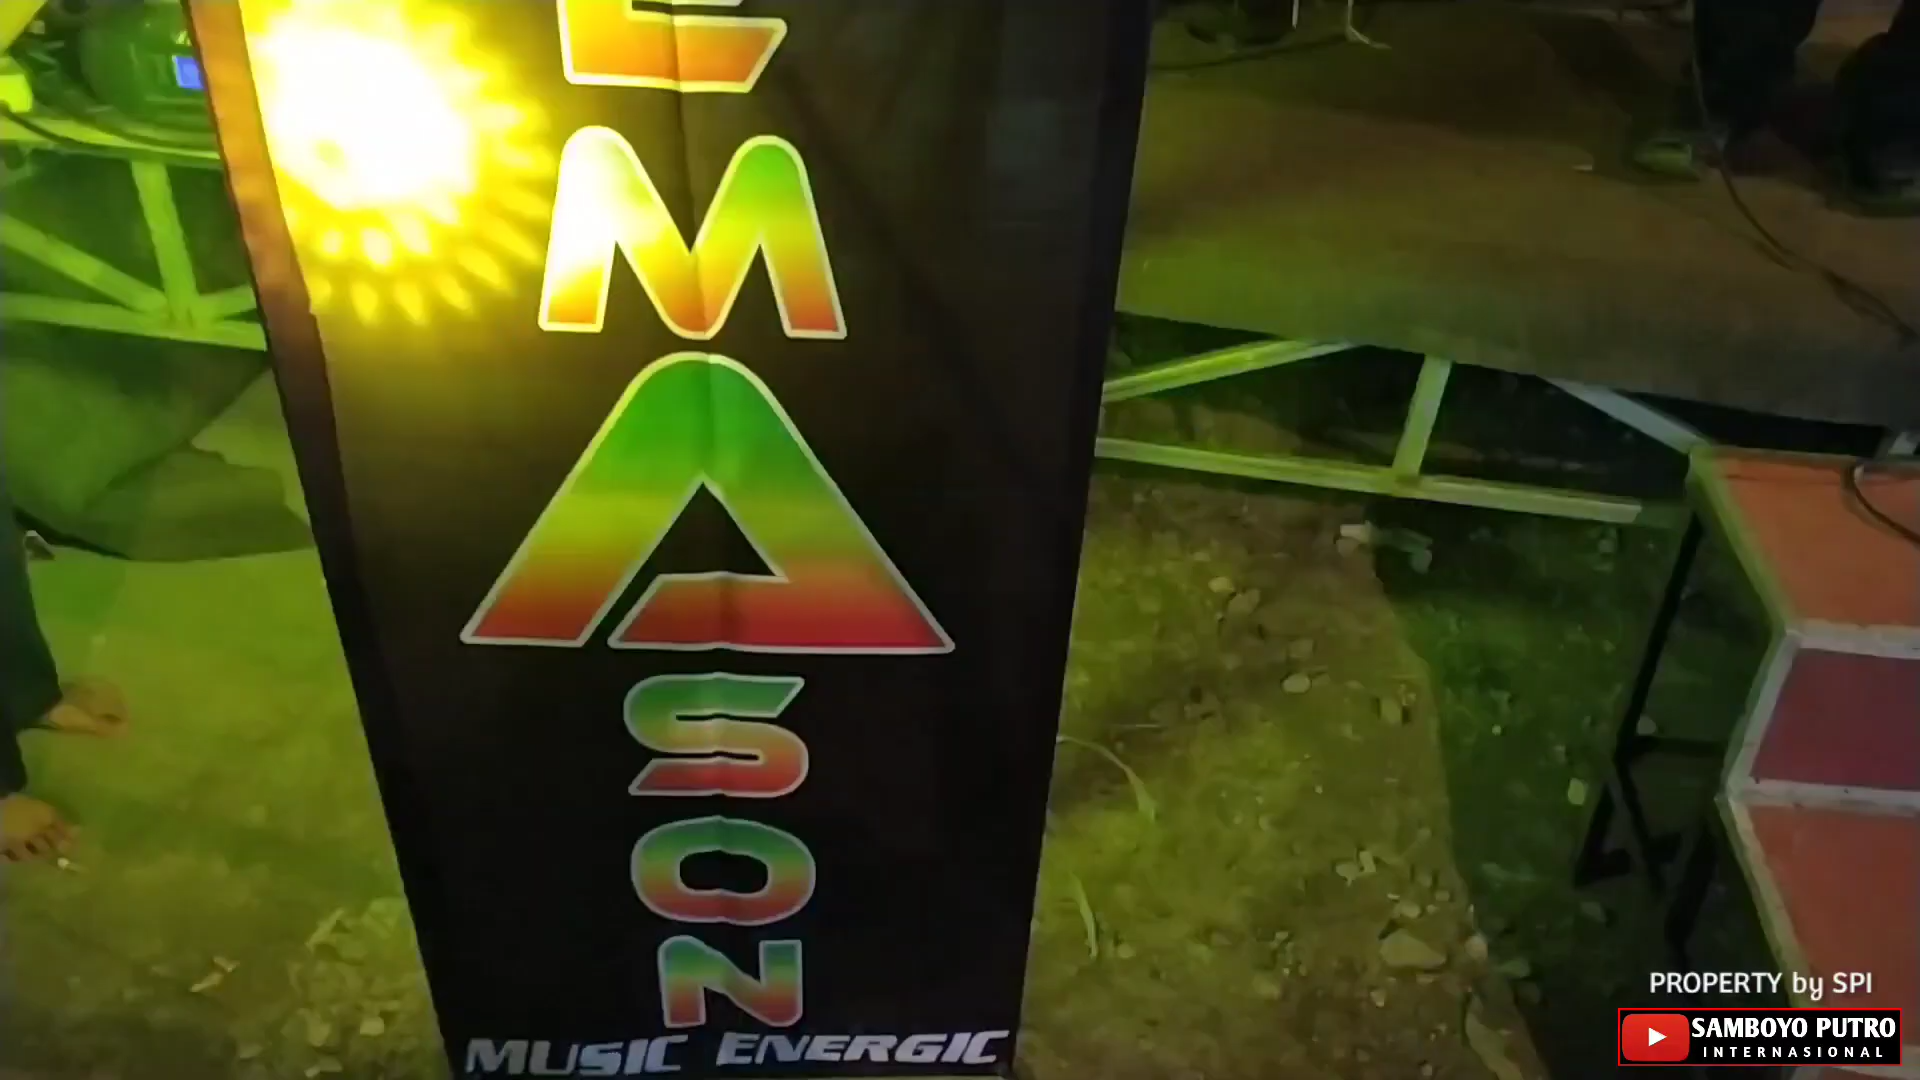 E
M
A
S
O
N
MUSIC ENERGIC
PROPERTY by SPI
SAMBOYO PUTRO
INTERNASIONAL